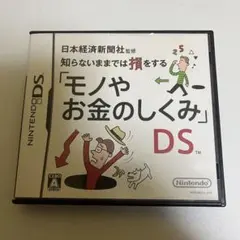 日本経済新聞社監修
知らないままでは損をする
「モノや
お金のしくみ」
DS™
NINTENDO DS
A
Nintendo